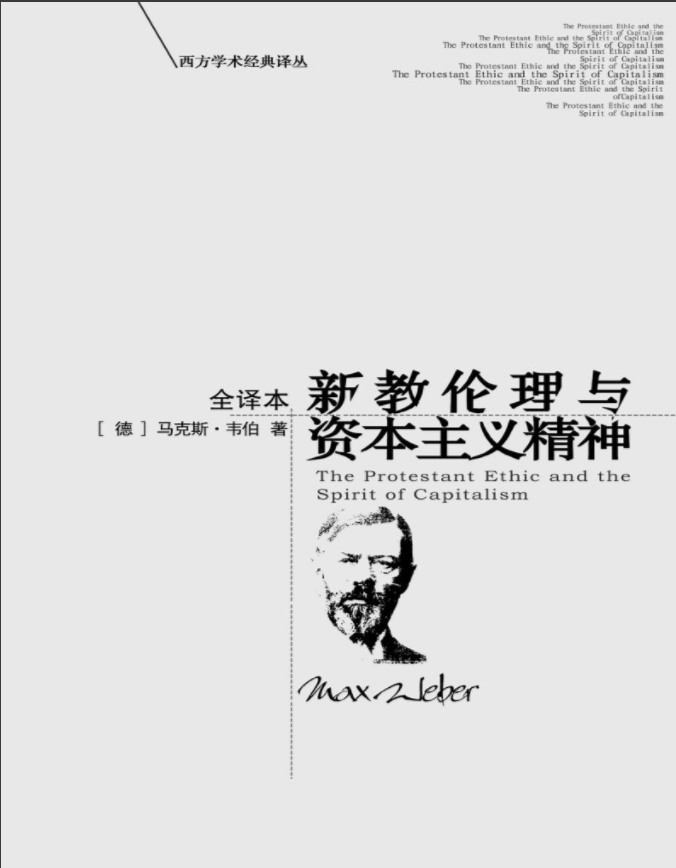 西方学术经典译丛
The Protestant Ethic and the
Spirit of Capitalism
The Protestant Ethic and the Spirit of Capitalism
The Protestant Ethic and the Spirit of Capitalism
The Protestant Ethic and the
Spirit of Capitalism
The Protestant Ethic and the Spirit of Capitalism
The Protestant Ethic and the Spirit of Capitalism
The Protestant Ethic and the Spirit of Capitalism
The Protestant Ethic and the Spirit
ofCapitalism
The Protestant Ethic and the
Spirit of Capitalism
全译本
新教伦理与
[ 德 ] 马克斯·韦伯 著
资本主义精神
The Protestant Ethic and the
Spirit of Capitalism
Max Weber